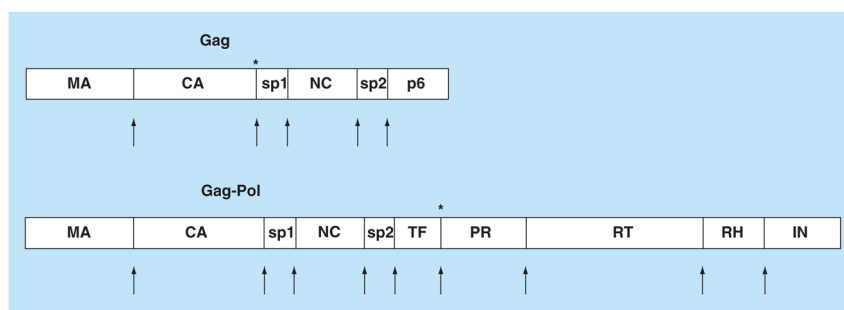 Gag
*
MA CA sp1 NC sp2 p6
Gag-Pol
*
MA CA sp1 NC sp2 TF PR RT RH IN